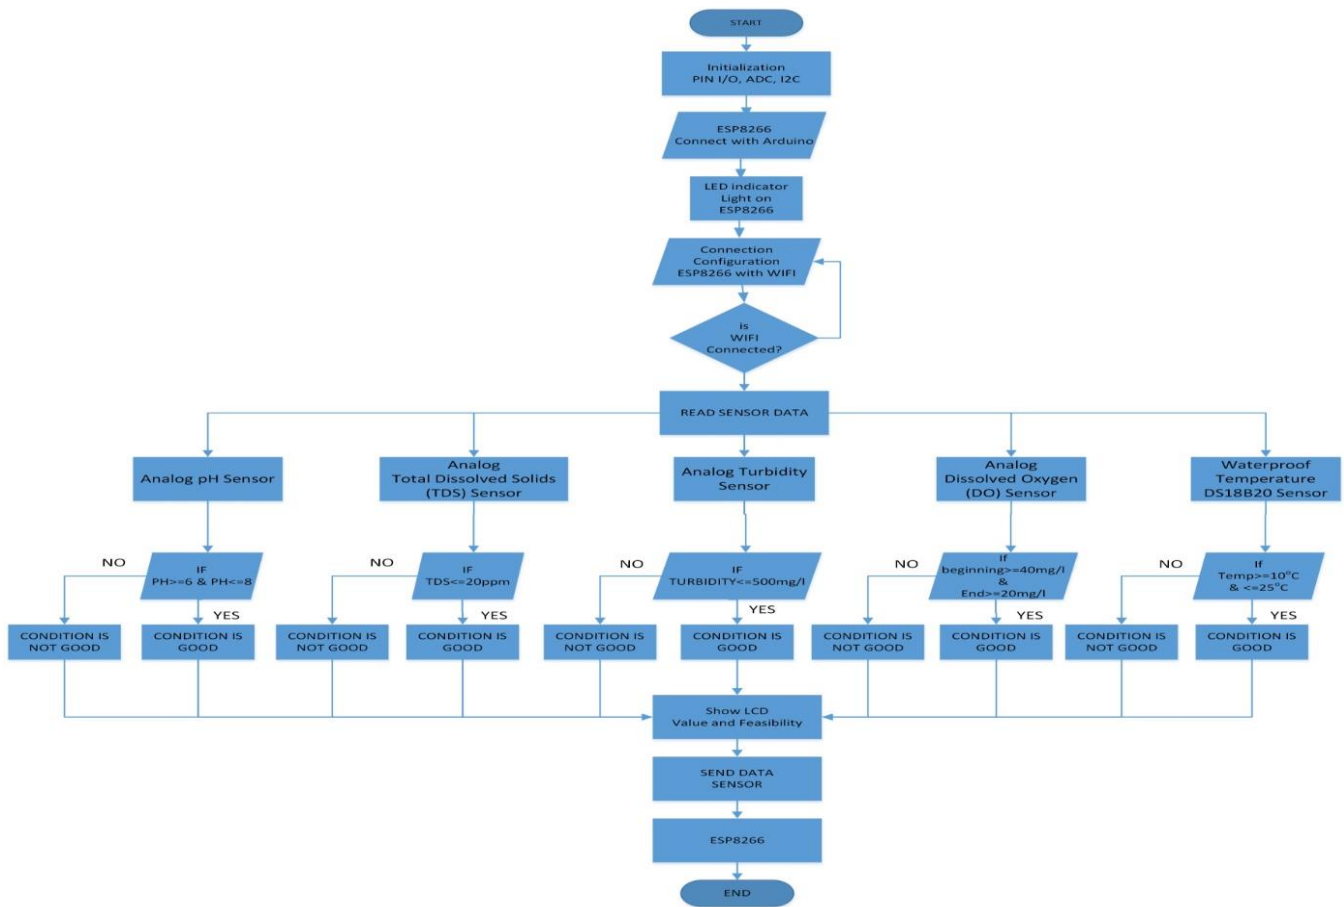 START
Initialization
PIN I/O, ADC, I2C
ESP8266
Connect with Arduino
LED indicator
Light on
ESP8266
Connection
Configuration
ESP8266 with WIFI
is
WIFI
Connected?
READ SENSOR DATA
Analog pH Sensor
Analog
Total Dissolved Solids
(TDS) Sensor
Analog Turbidity
Sensor
Analog
Dissolved Oxygen
(DO) Sensor
Waterproof
Temperature
DS18B20 Sensor
NO
IF
PH>=6 & PH<=8
YES
NO
IF
TDS<=20ppm
YES
NO
IF
TURBIDITY<=500mg/l
YES
NO
If
beginning>=40mg/l
&
End>=20mg/l
YES
NO
If
Temp>=10°C
& <=25°C
YES
CONDITION IS
NOT GOOD
CONDITION IS
GOOD
CONDITION IS
NOT GOOD
CONDITION IS
GOOD
CONDITION IS
NOT GOOD
CONDITION IS
GOOD
CONDITION IS
NOT GOOD
CONDITION IS
GOOD
CONDITION IS
NOT GOOD
CONDITION IS
GOOD
Show LCD
Value and Feasibility
SEND DATA
SENSOR
ESP8266
END